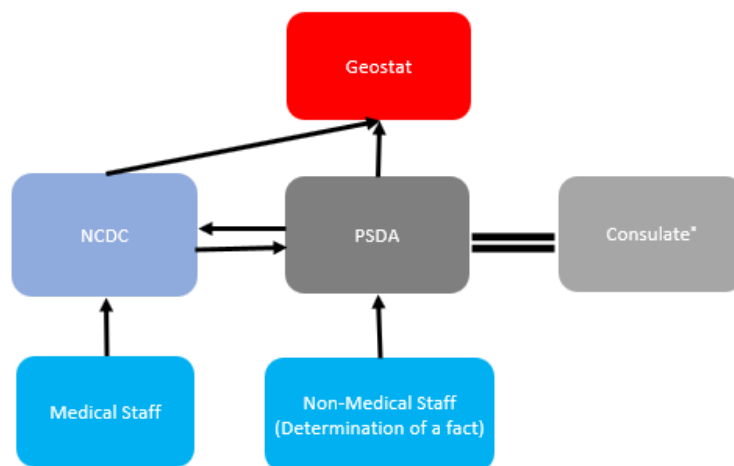 Geostat
NCDC
PSDA
Consulate*
Medical Staff
Non-Medical Staff
(Determination of a fact)